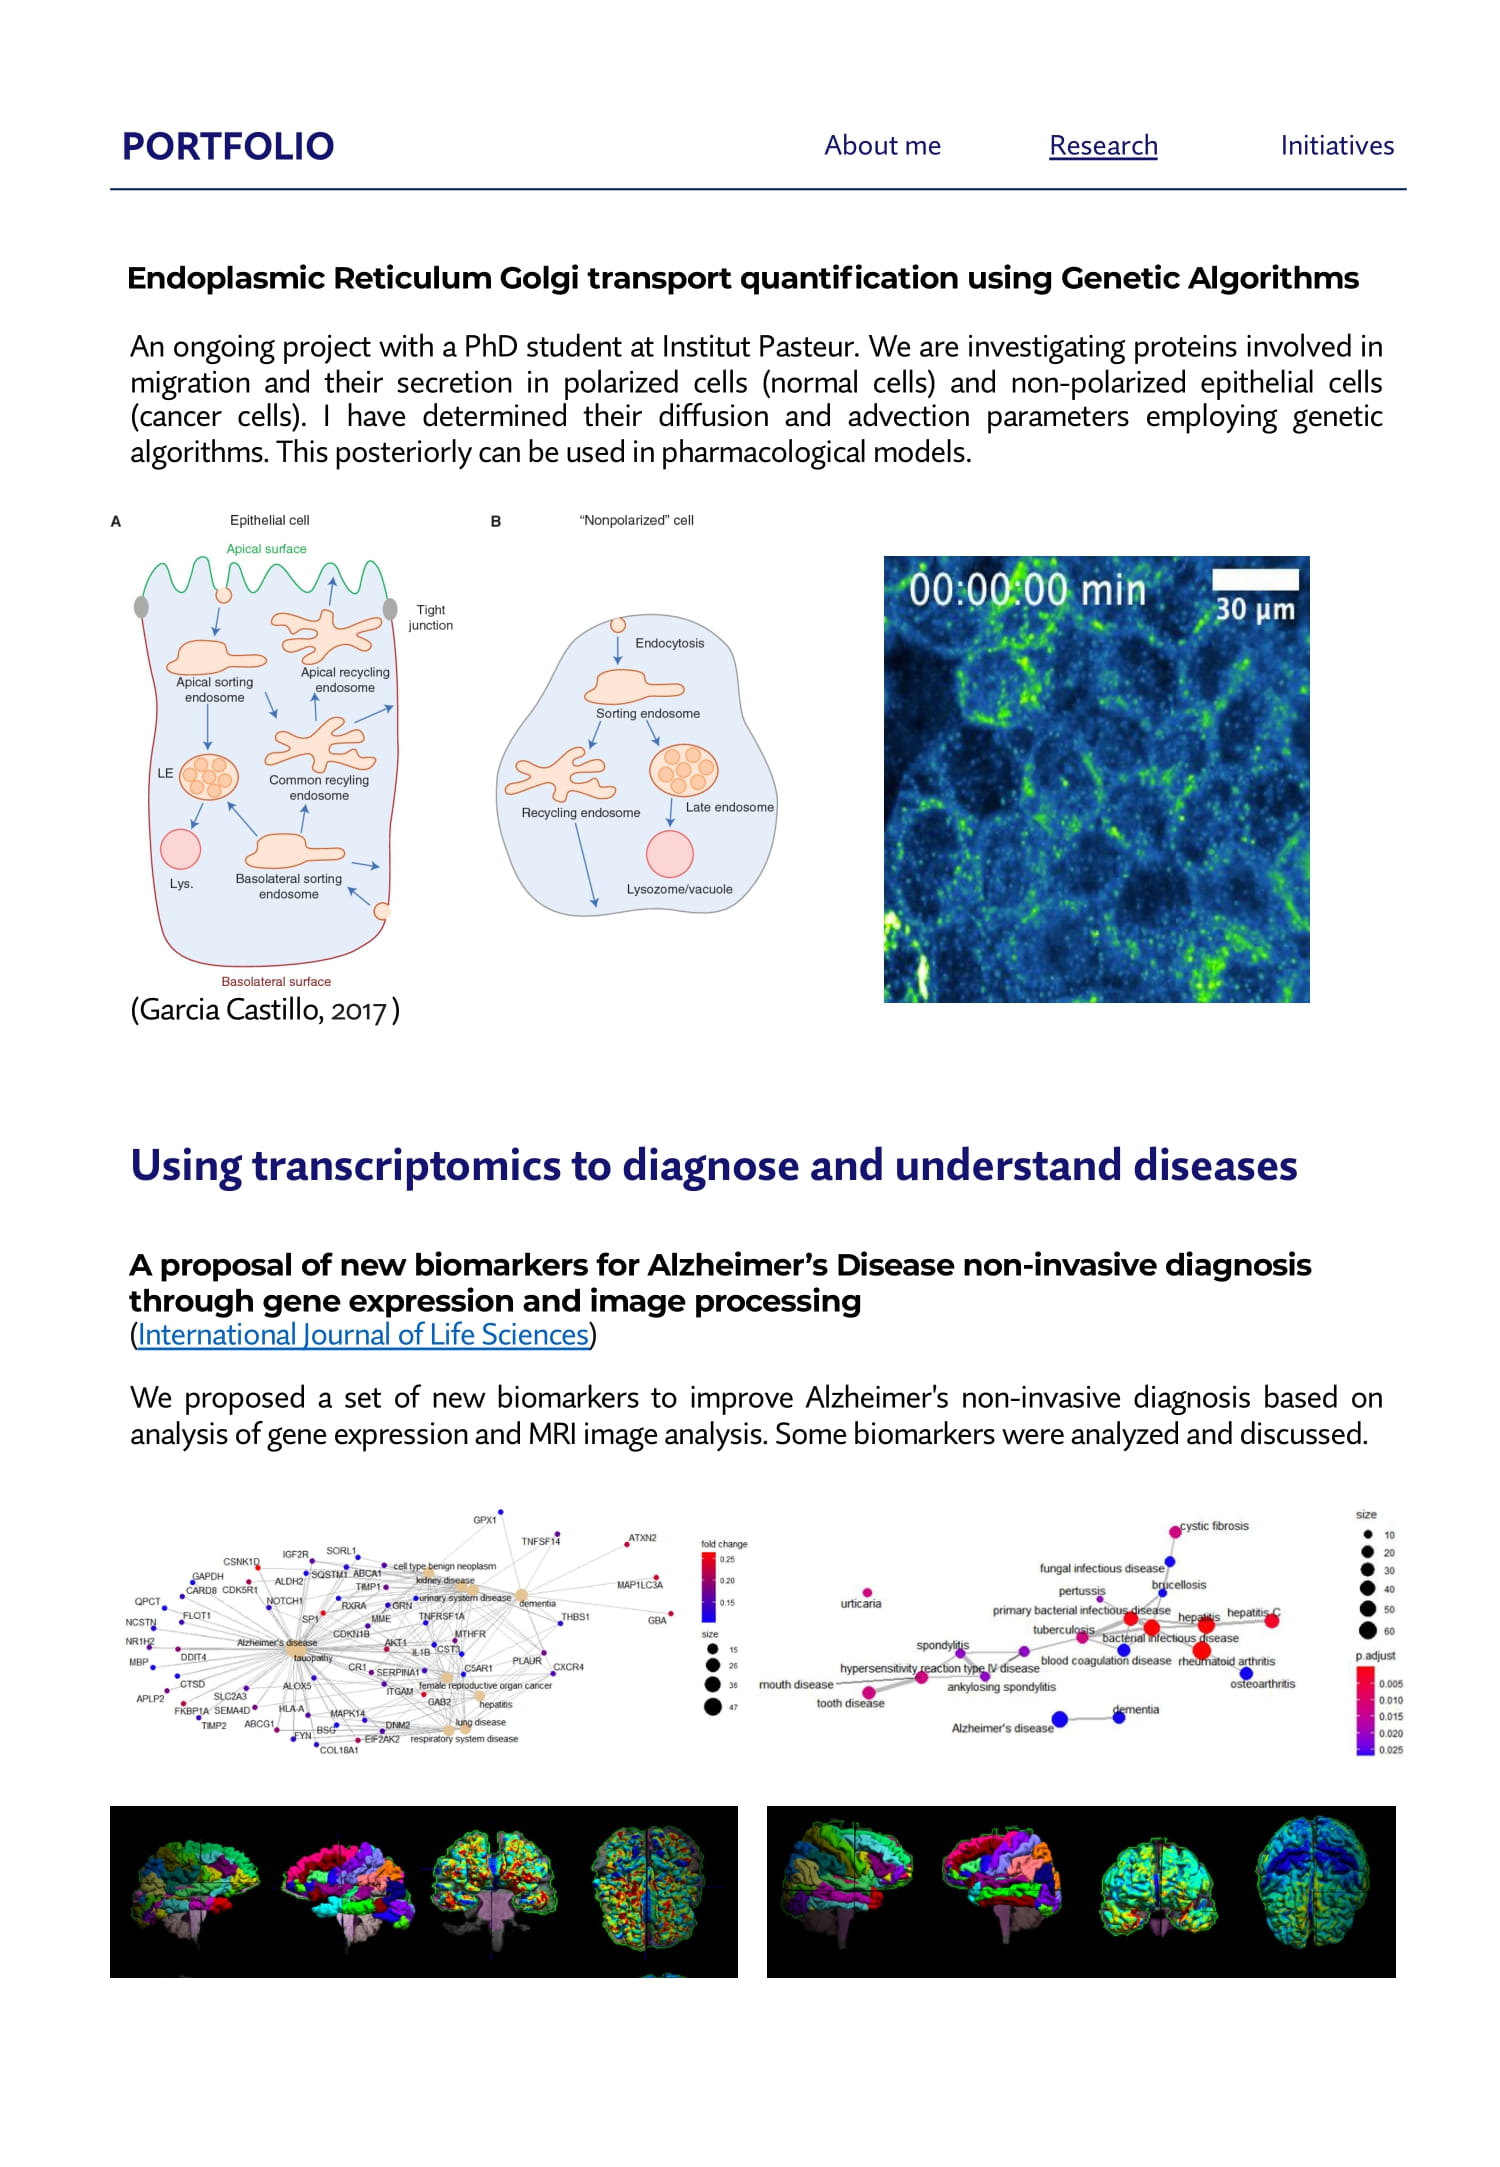 PORTFOLIO
About me
Research
Initiatives
Endoplasmic Reticulum Golgi transport quantification using Genetic Algorithms
An ongoing project with a PhD student at Institut Pasteur. We are investigating proteins involved in
migration and their secretion in polarized cells (normal cells) and non-polarized epithelial cells
(cancer cells). I have determined their diffusion and advection parameters employing genetic
algorithms. This posteriorly can be used in pharmacological models.
A
Epithelial cell
Apical surface
Tight
junction
Apical sorting
endosome
Apical recycling
endosome
LE
Common recyling
endosome
Lys.
Basolateral sorting
endosome
Basolateral surface
B
“Nonpolarized” cell
Endocytosis
Sorting endosome
Recycling endosome
Late endosome
Lysozome/vacuole
00:00:00 min
30 µm
(Garcia Castillo, 2017)
Using transcriptomics to diagnose and understand diseases
A proposal of new biomarkers for Alzheimer’s Disease non-invasive diagnosis
through gene expression and image processing
(International Journal of Life Sciences)
We proposed a set of new biomarkers to improve Alzheimer's non-invasive diagnosis based on
analysis of gene expression and MRI image analysis. Some biomarkers were analyzed and discussed.
GPX1
TNFSF14
ATXN2
IGF2R
SORL1
CSNK1D
cell type benign neoplasm
GAPDH
ALDH2
SQSTM1
ABCA1
kidney disease
MAP1LC3A
CARD8
CDK5R1
TIMP1
urinary system disease
dementia
QPCT
NOTCH1
RXRA
GRN
NCSTN
FLOT1
SP1
MME
TNFRSF1A
THBS1
GBA
CDKN1B
MTHFR
NR1H2
Alzheimer's disease
AKT1
IL1B
CST3
DDIT4
tauopathy
PLAUR
MBP
CR1
SERPINA1
C5AR1
CXCR4
CTSD
ALOX5
female reproductive organ cancer
APLP2
SLC2A3
ITGAM
GAB2
hepatitis
FKBP1A
SEMA4D
HLA-A
MAPK14
TIMP2
ABCG1
BSG
DNM2
lung disease
FYN
EIF2AK2
respiratory system disease
COL18A1
fold change
0.25
0.20
0.15
size
15
26
36
47
cystic fibrosis
fungal infectious disease
pertussis
brucellosis
urticaria
primary bacterial infectious disease
hepatitis
hepatitis C
tuberculosis
bacterial infectious disease
spondylitis
blood coagulation disease
rheumatoid arthritis
hypersensitivity reaction type IV disease
mouth disease
ankylosing spondylitis
osteoarthritis
tooth disease
dementia
Alzheimer's disease
size
10
20
30
40
50
60
p.adjust
0.005
0.010
0.015
0.020
0.025